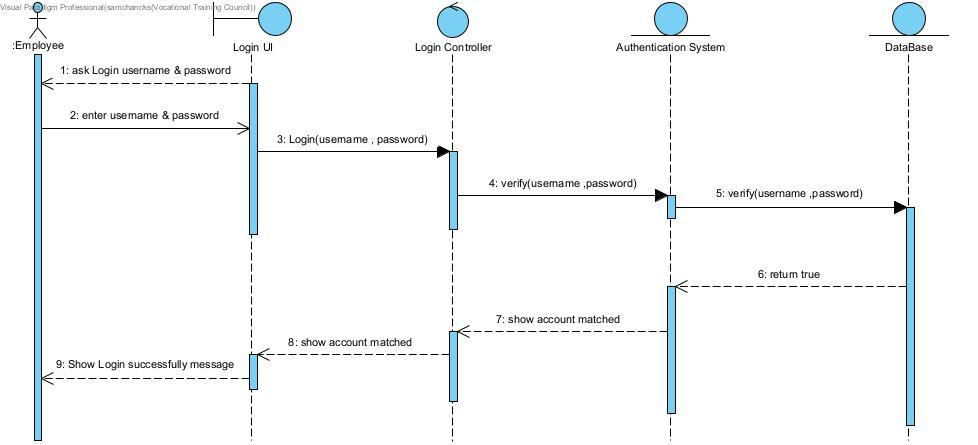 Visual Paradigm Professional(samchancks(Vocational Training Council))
:Employee
Login UI
Login Controller
Authentication System
DataBase
1: ask Login username & password
2: enter username & password
3: Login(username , password)
4: verify(username ,password)
5: verify(username ,password)
6: return true
7: show account matched
8: show account matched
9: Show Login successfully message